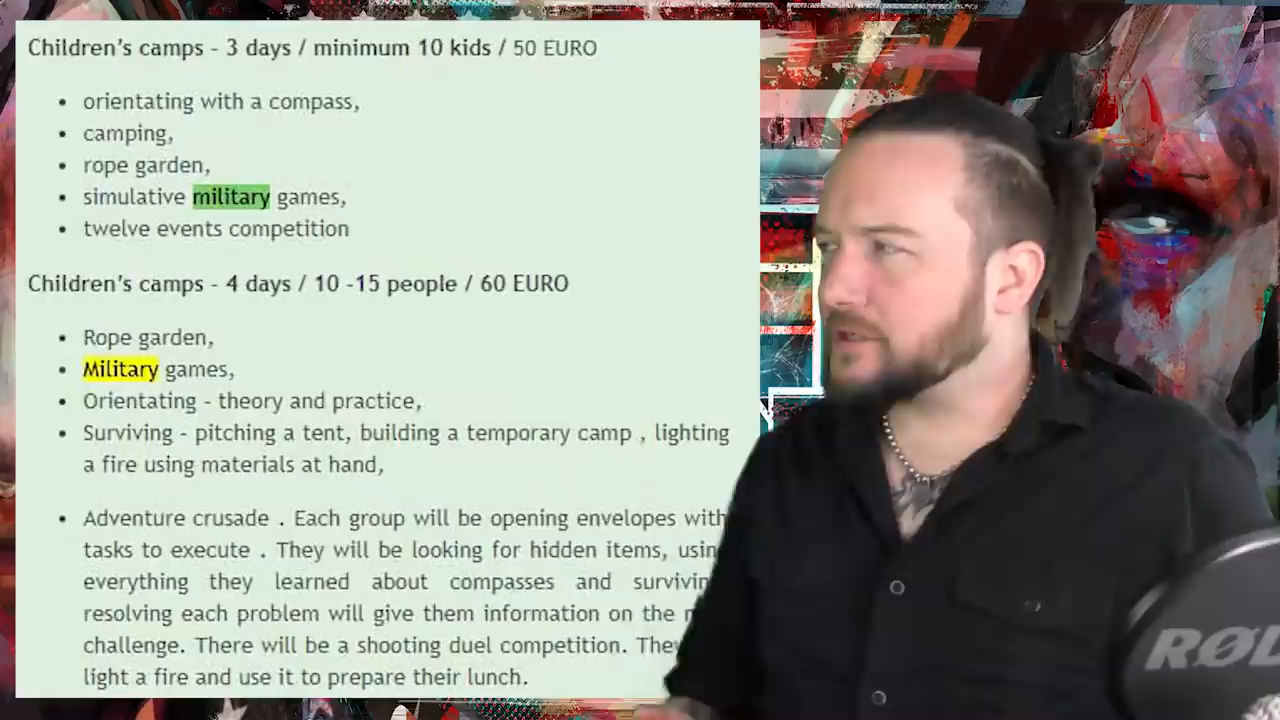 Children's camps - 3 days / minimum 10 kids / 50 EURO
orientating with a compass,
camping,
rope garden,
simulative military games,
twelve events competition
Children's camps - 4 days / 10 -15 people / 60 EURO
Rope garden,
Military games,
Orientating - theory and practice,
Surviving - pitching a tent, building a temporary camp , lighting
a fire using materials at hand,
Adventure crusade . Each group will be opening envelopes with
tasks to execute . They will be looking for hidden items,
everything they learned about compasses and
resolving each problem will give them information on the
challenge. There will be a shooting duel competition.
light a fire and use it to prepare their lunch.